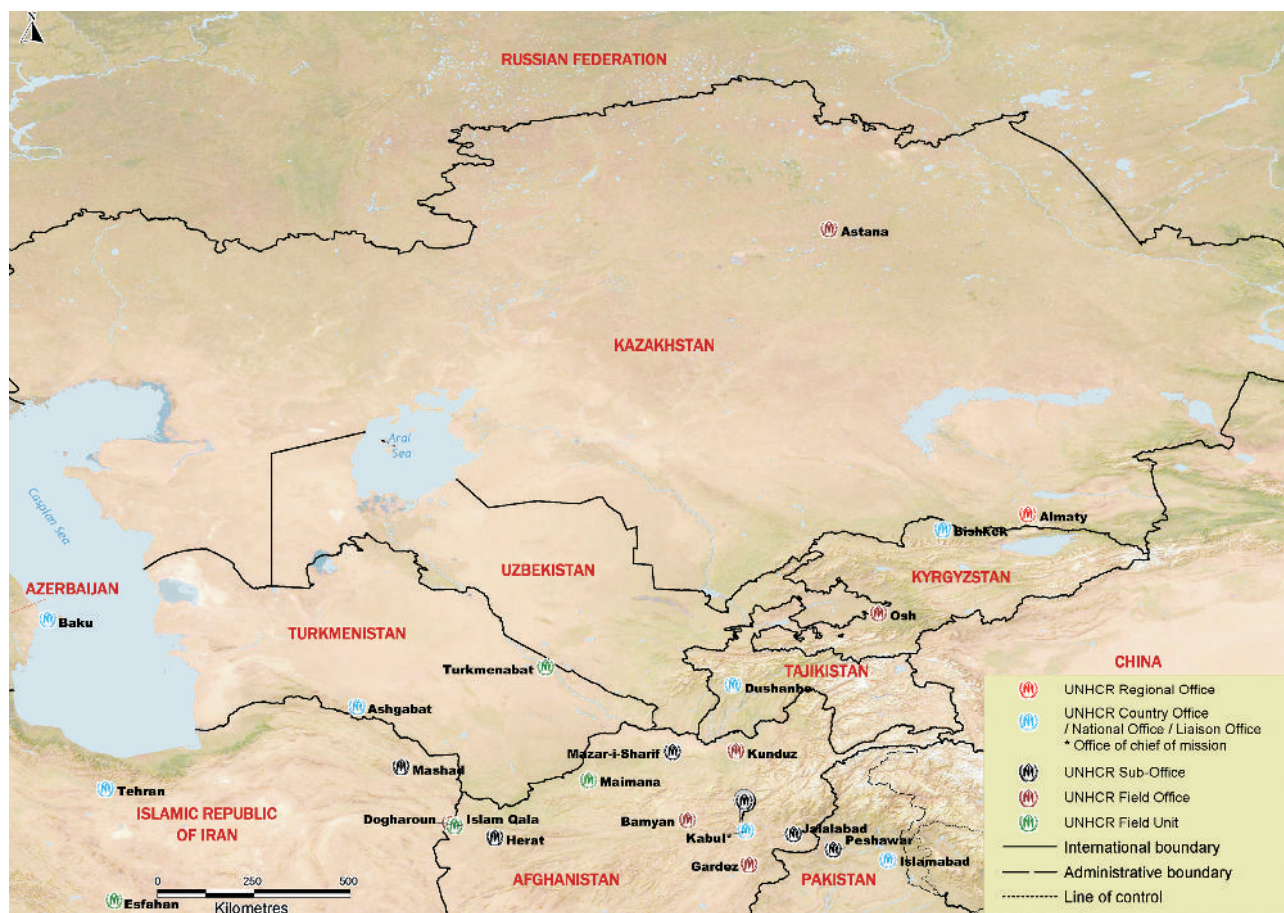 N
RUSSIAN FEDERATION
Astana
KAZAKHSTAN
Aral
Sea
Caspian Sea
Almaty
Bishkek
UZBEKISTAN
KYRGYZSTAN
AZERBAIJAN
Baku
Osh
TURKMENISTAN
Turkmenabat
TAJIKISTAN
CHINA
Dushanbe
Ashgabat
Mazar-i-Sharif
Kunduz
Mashad
Maimana
Tehran
ISLAMIC REPUBLIC
OF IRAN
Dogharoun
Islam Qala
Bamyan
Herat
Kabul*
Jalalabad
Peshawar
Islamabad
Gardez
AFGHANISTAN
PAKISTAN
Esfahan
0 250 500
Kilometres
UNHCR Regional Office
UNHCR Country Office
/ National Office / Liaison Office
* Office of chief of mission
UNHCR Sub-Office
UNHCR Field Office
UNHCR Field Unit
International boundary
Administrative boundary
Line of control